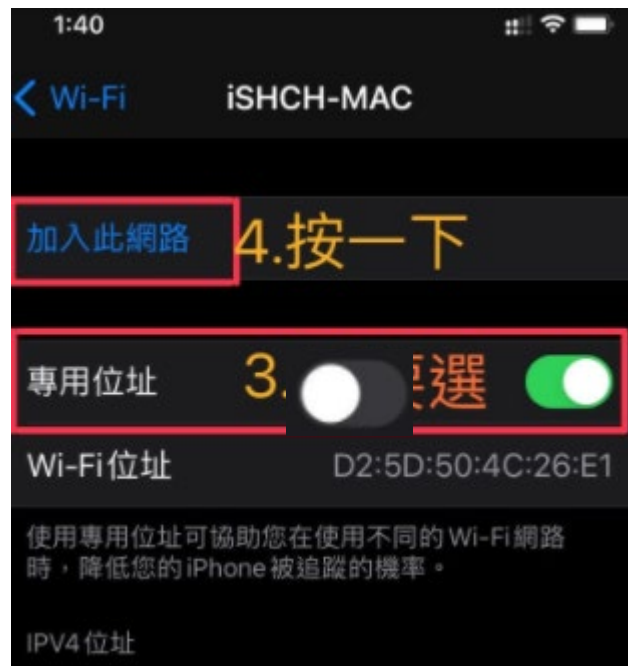 1:40
Wi-Fi iSHCH-MAC
加入此網路 4.按一下
專用位址 3. 選
Wi-Fi位址 D2:5D:50:4C:26:E1
使用專用位址可協助您在使用不同的 Wi-Fi 網路
時，降低您的 iPhone 被追蹤的機率。
IPV4 位址